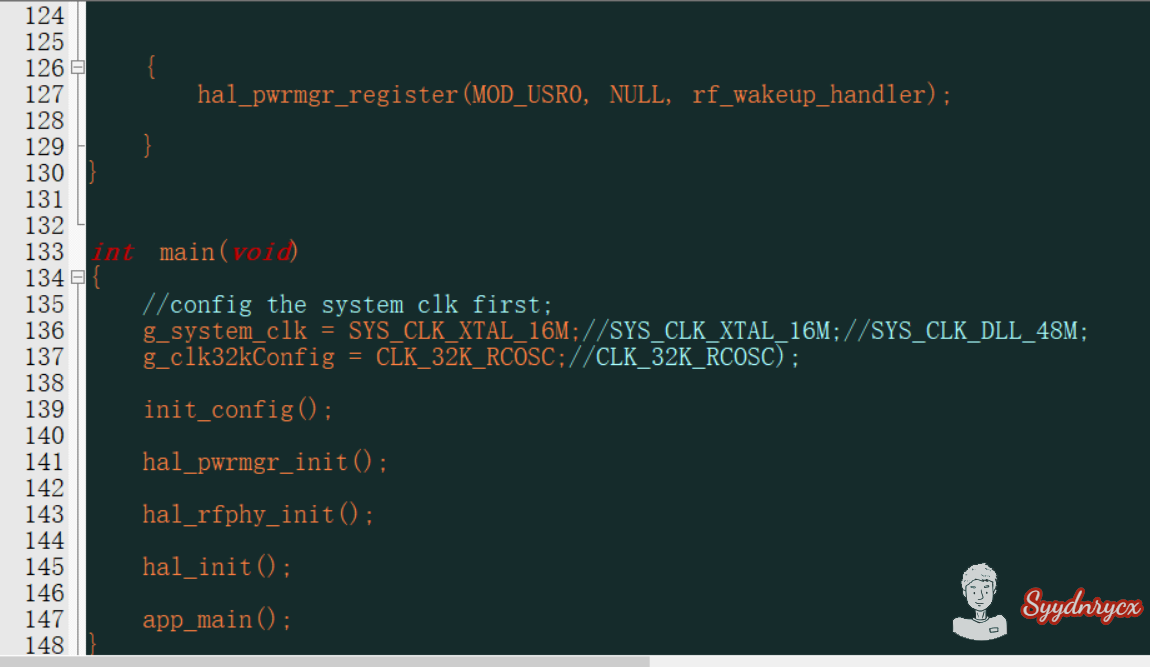 124
125
126 {
127 hal_pwrmgr_register(MOD_USR0, NULL, rf_wakeup_handler);
128
129 }
130 }
131
132
133 int main(void)
134 {
135 //config the system clk first;
136 g_system_clk = SYS_CLK_XTAL_16M;//SYS_CLK_XTAL_16M;//SYS_CLK_DLL_48M;
137 g_clk32kConfig = CLK_32K_RCOSC;//CLK_32K_RCOSC);
138
139 init_config();
140
141 hal_pwrmgr_init();
142
143 hal_rfphy_init();
144
145 hal_init();
146
147 app_main();
148 }
Syydnrycx